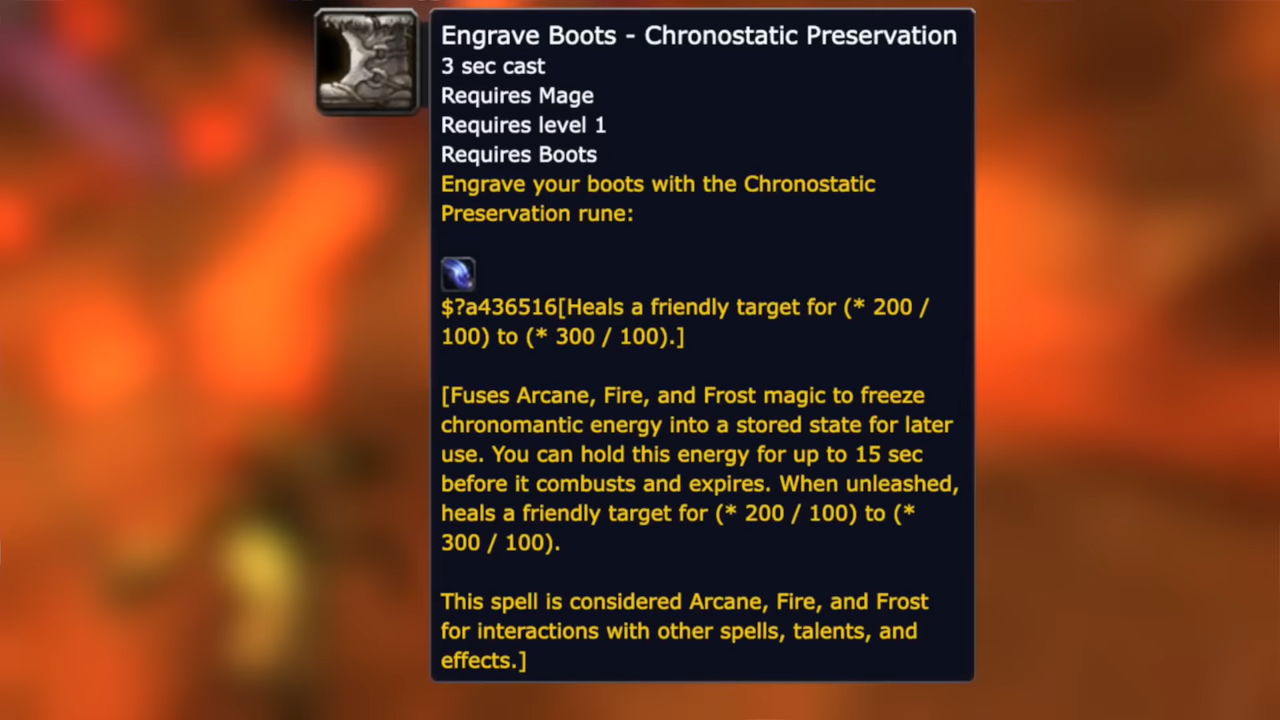 Engrave Boots - Chronostatic Preservation
3 sec cast
Requires Mage
Requires level 1
Requires Boots
Engrave your boots with the Chronostatic
Preservation rune:
$?a436516[Heals a friendly target for (* 200 /
100) to (* 300 / 100).]
[Fuses Arcane, Fire, and Frost magic to freeze
chronomantic energy into a stored state for later
use. You can hold this energy for up to 15 sec
before it combusts and expires. When unleashed,
heals a friendly target for (* 200 / 100) to (*
300 / 100).
This spell is considered Arcane, Fire, and Frost
for interactions with other spells, talents, and
effects.]